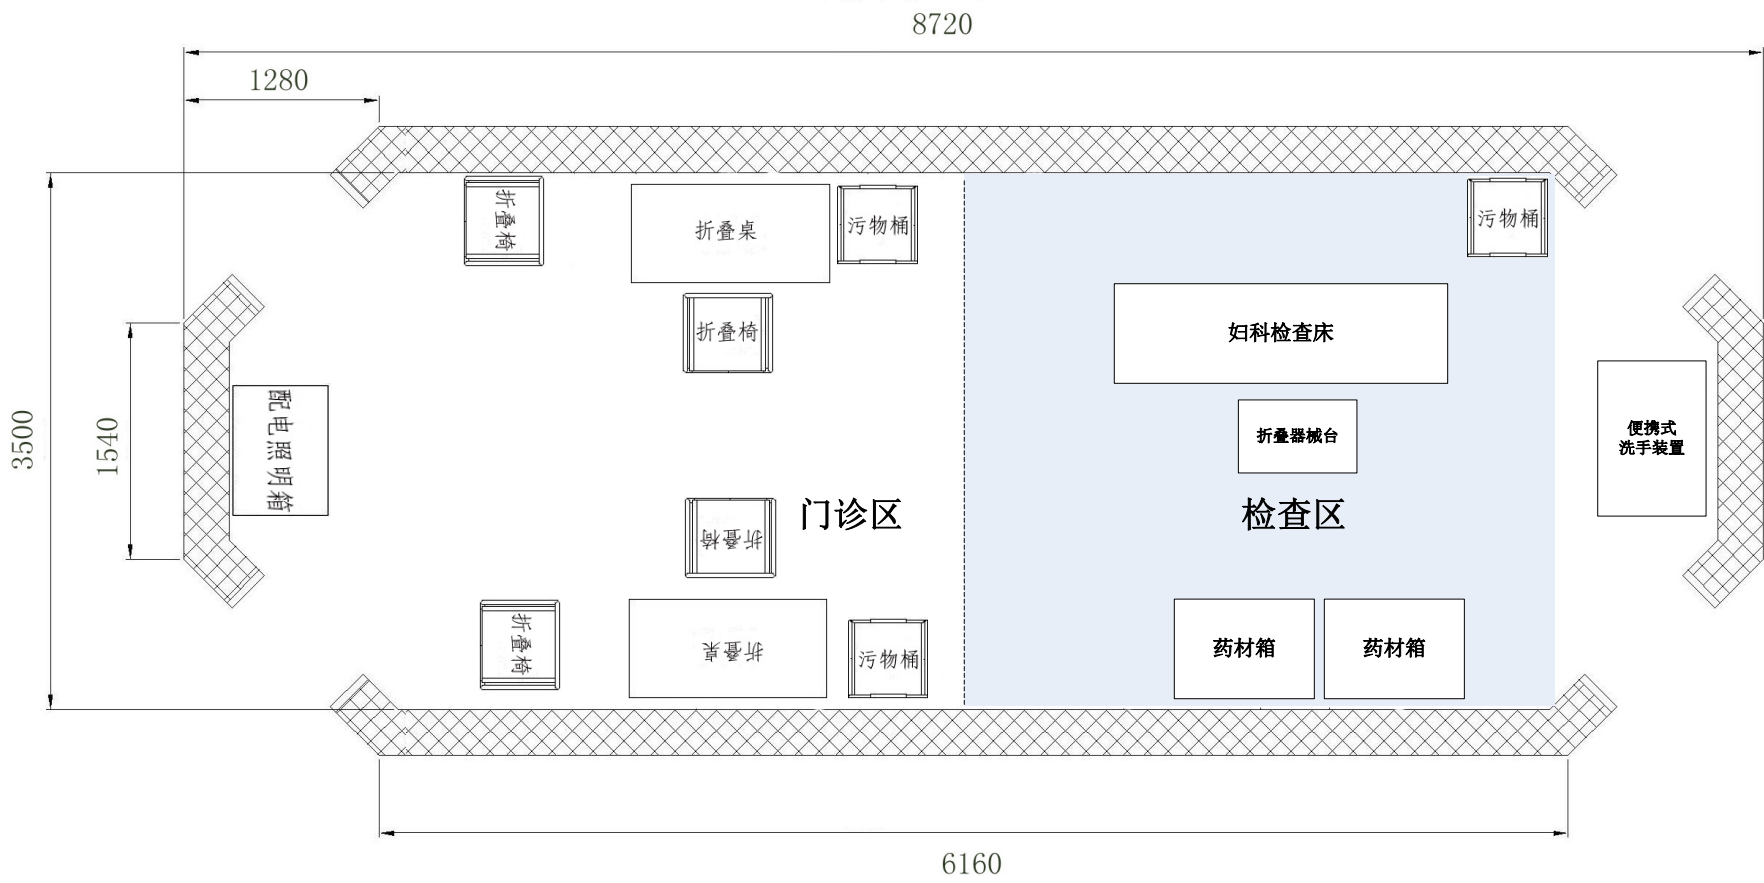 8720
1280
折叠椅
折叠桌
污物桶
污物桶
折叠椅
妇科检查床
配电照明箱
折叠器械台
便携式
洗手装置
3500
1540
门诊区
检查区
折叠椅
折叠椅
折叠桌
污物桶
药材箱
药材箱
6160